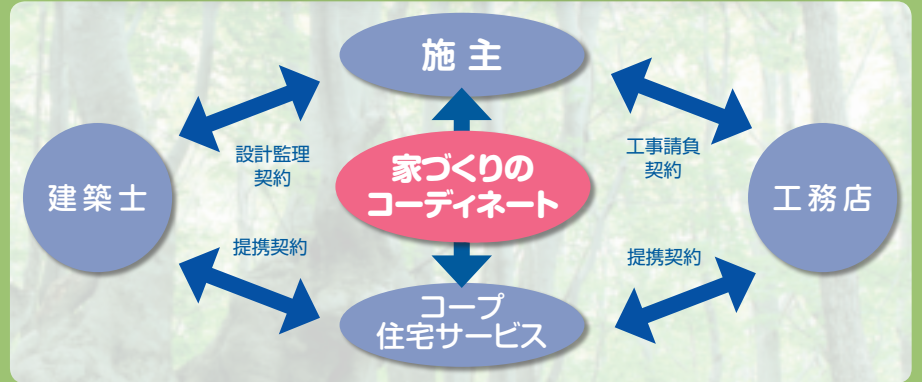 施主
建築士
設計監理
契約
家づくりの
コーディネート
工事請負
契約
工務店
提携契約
提携契約
コープ
住宅サービス